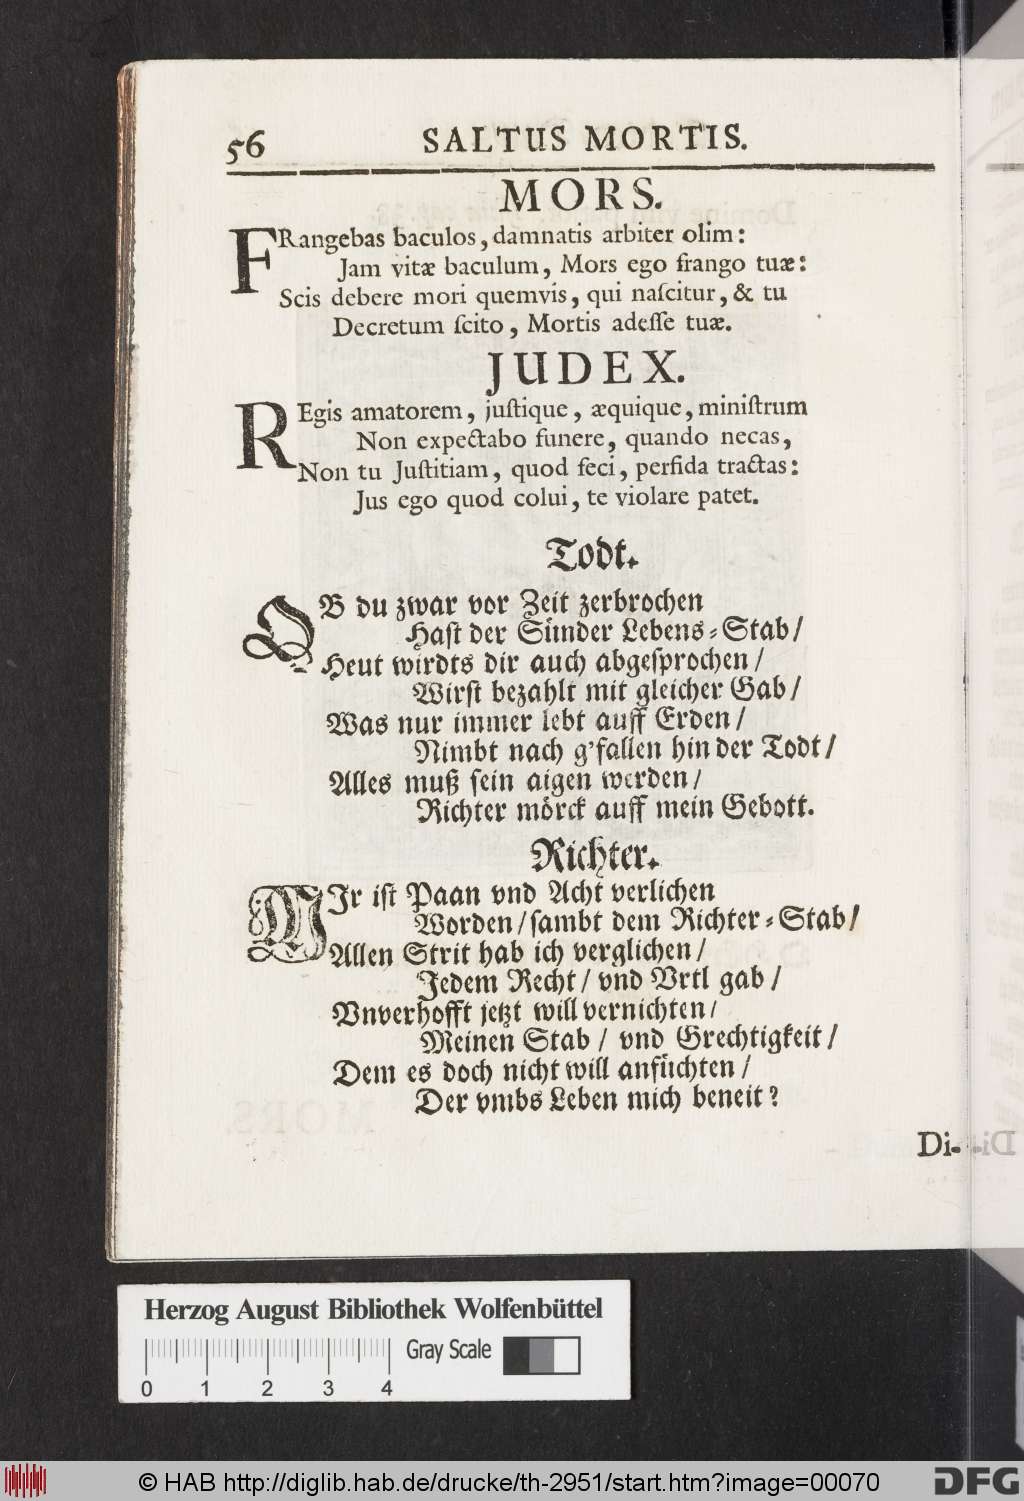 56 SALTUS MORTIS.
MORS.
FRangebas baculos, damnatis arbiter olim:
Jam vitæ baculum, Mors ego frango tuæ:
Scis debere mori quemvis, qui naſcitur, & tu
Decretum ſcito, Mortis adeſſe tuæ.
JUDEX.
REgis amatorem, juſtique, æquique, miniſtrum
Non expectabo funere, quando necas,
Non tu Juſtitiam, quod feci, perfida tractas:
Jus ego quod colui, te violare patet.
Todt.
OB du zwar vor Zeit zerbrochen
Haſt der Sünder Lebens⸗Stab/
Heut wirdts dir auch abgeſprochen/
Wirſt bezahlt mit gleicher Gab/
Was nur immer lebt auff Erden/
Nimbt nach g'fallen hin der Todt/
Alles muß ſein aigen werden/
Richter mörck auff mein Gebott.
Richter.
MIr iſt Paan vnd Acht verlichen
Worden/ſambt dem Richter⸗Stab/
Allen Strit hab ich verglichen/
Jedem Recht/ vnd Vrtl gab/
Vnverhofft jetzt will vernichten/
Meinen Stab/ vnd Grechtigkeit/
Dem es doch nicht will anfüchten/
Der vmbs Leben mich beneit?
Di-
Herzog August Bibliothek Wolfenbüttel
Gray Scale
0 1 2 3 4
© HAB http://diglib.hab.de/drucke/th-2951/start.htm?image=00070
DFG